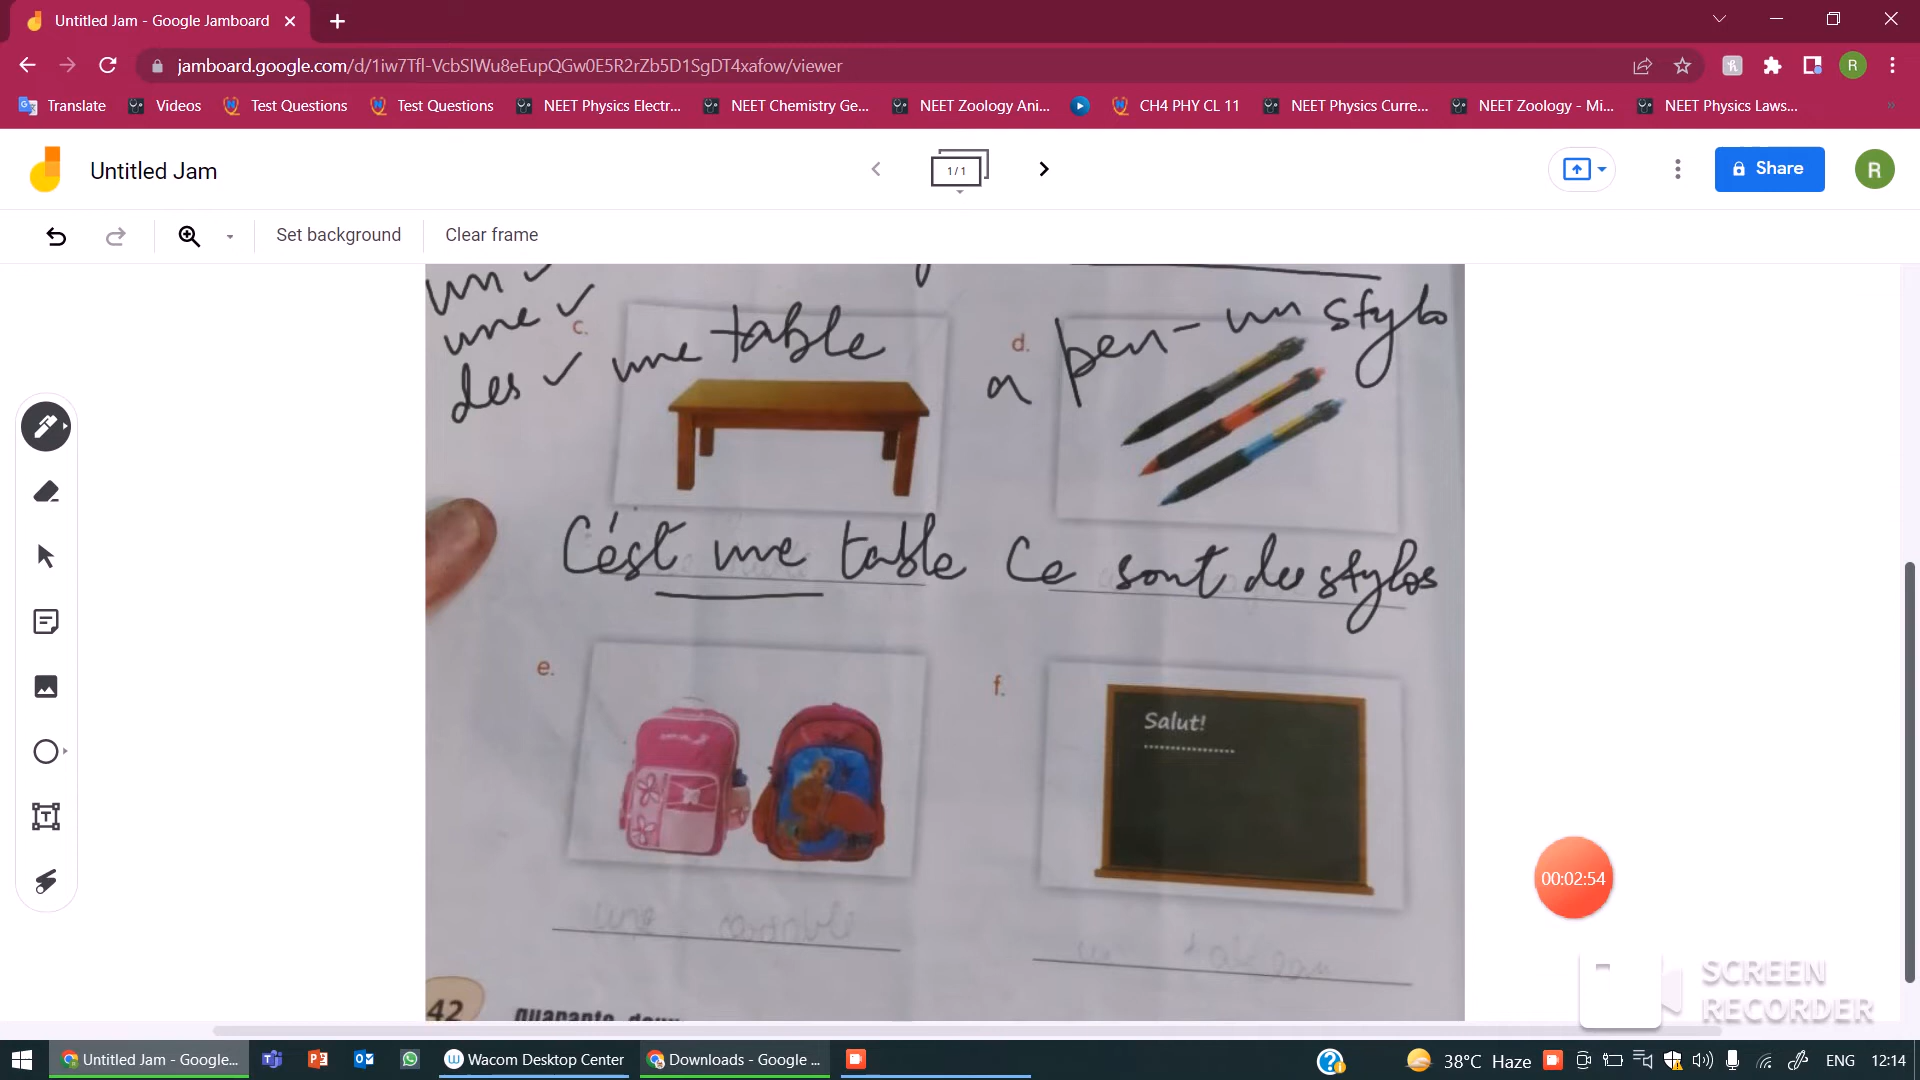 Untitled Jam - Google Jamboard
jamboard.google.com/d/1iw7Tfl-VcbSIWu8eEupQGw0E5R2rZb5D1SgDT4xafow/viewer
R
Translate Videos Test Questions Test Questions NEET Physics Electr... NEET Chemistry Ge... NEET Zoology Ani... CH4 PHY CL 11 NEET Physics Curre... NEET Zoology - Mi... NEET Physics Laws...
Untitled Jam
1 / 1
Share
R
Set background
Clear frame
un ✓
une ✓
des ✓
c.
une table
d.
a pen - un stylo
C'est une table
Ce sont des stylos
e.
f.
Salut!
un tableau
42
00:02:54
SCREEN
RECORDER
Untitled Jam - Google... Wacom Desktop Center Downloads - Google ...
38°C Haze
ENG
12:14